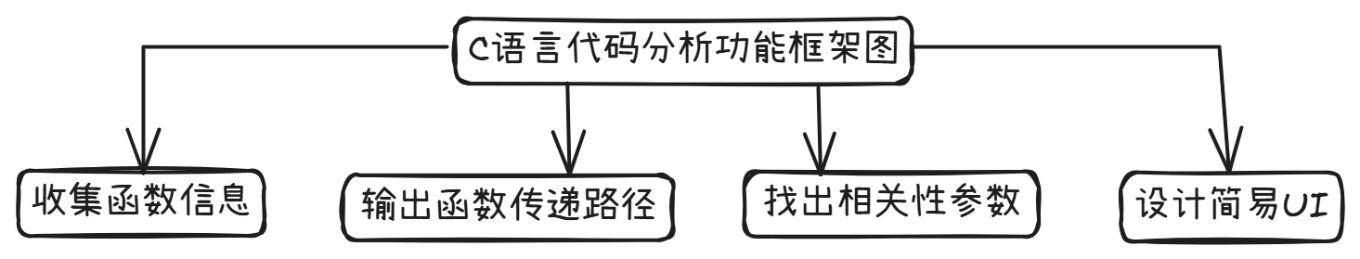 C语言代码分析功能框架图
收集函数信息
输出函数传递路径
找出相关性参数
设计简易UI